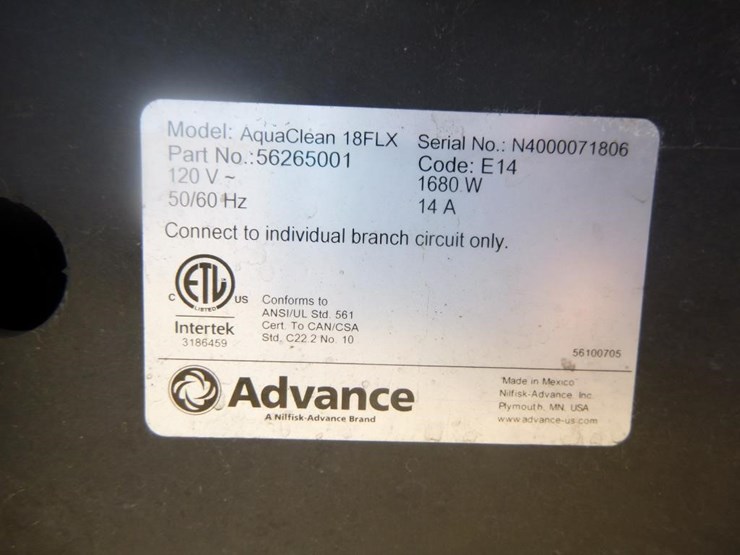 Model: AquaClean 18FLX Serial No.: N4000071806
Part No.:56265001 Code: E14
120 V ~ 1680 W
50/60 Hz 14 A
Connect to individual branch circuit only.
C ETL US
LISTED
Intertek
3186459
Conforms to
ANSI/UL Std. 561
Cert. To CAN/CSA
Std. C22.2 No. 10
56100705
Advance
A Nilfisk-Advance Brand
Made in Mexico
Nilfisk-Advance, Inc.
Plymouth, MN, USA
www.advance-us.com